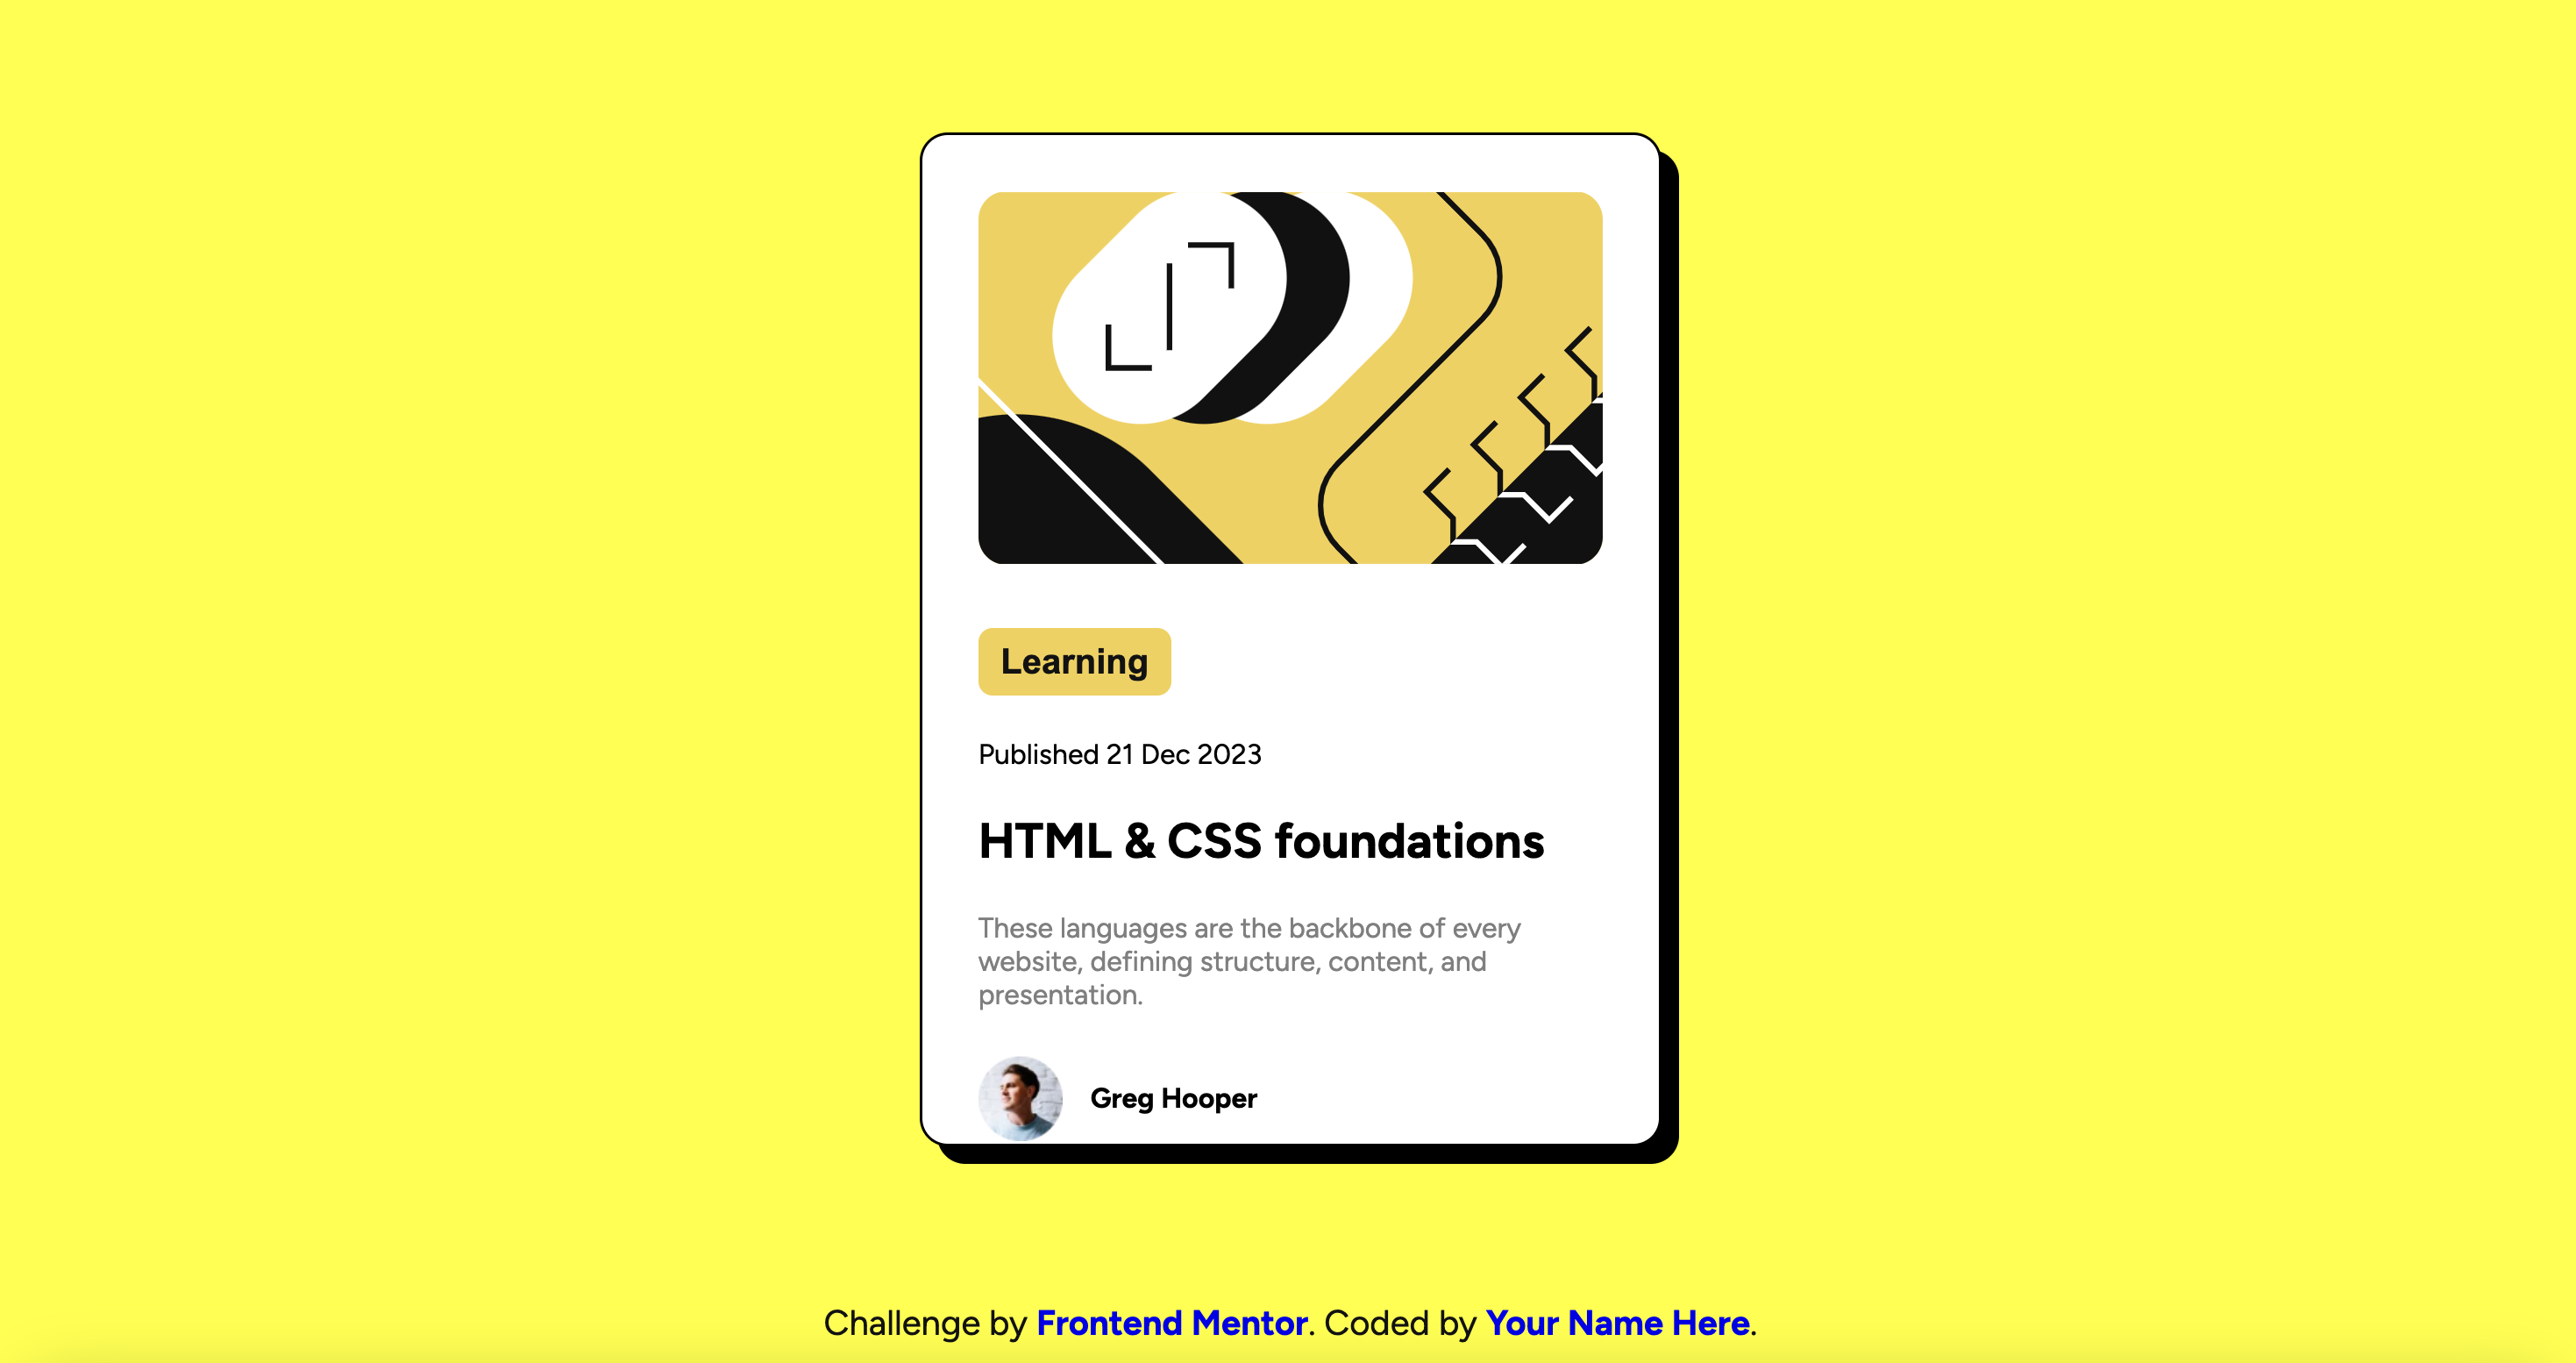 Learning
Published 21 Dec 2023
HTML & CSS foundations
These languages are the backbone of every
website, defining structure, content, and
presentation.
Greg Hooper
Challenge by Frontend Mentor. Coded by Your Name Here.